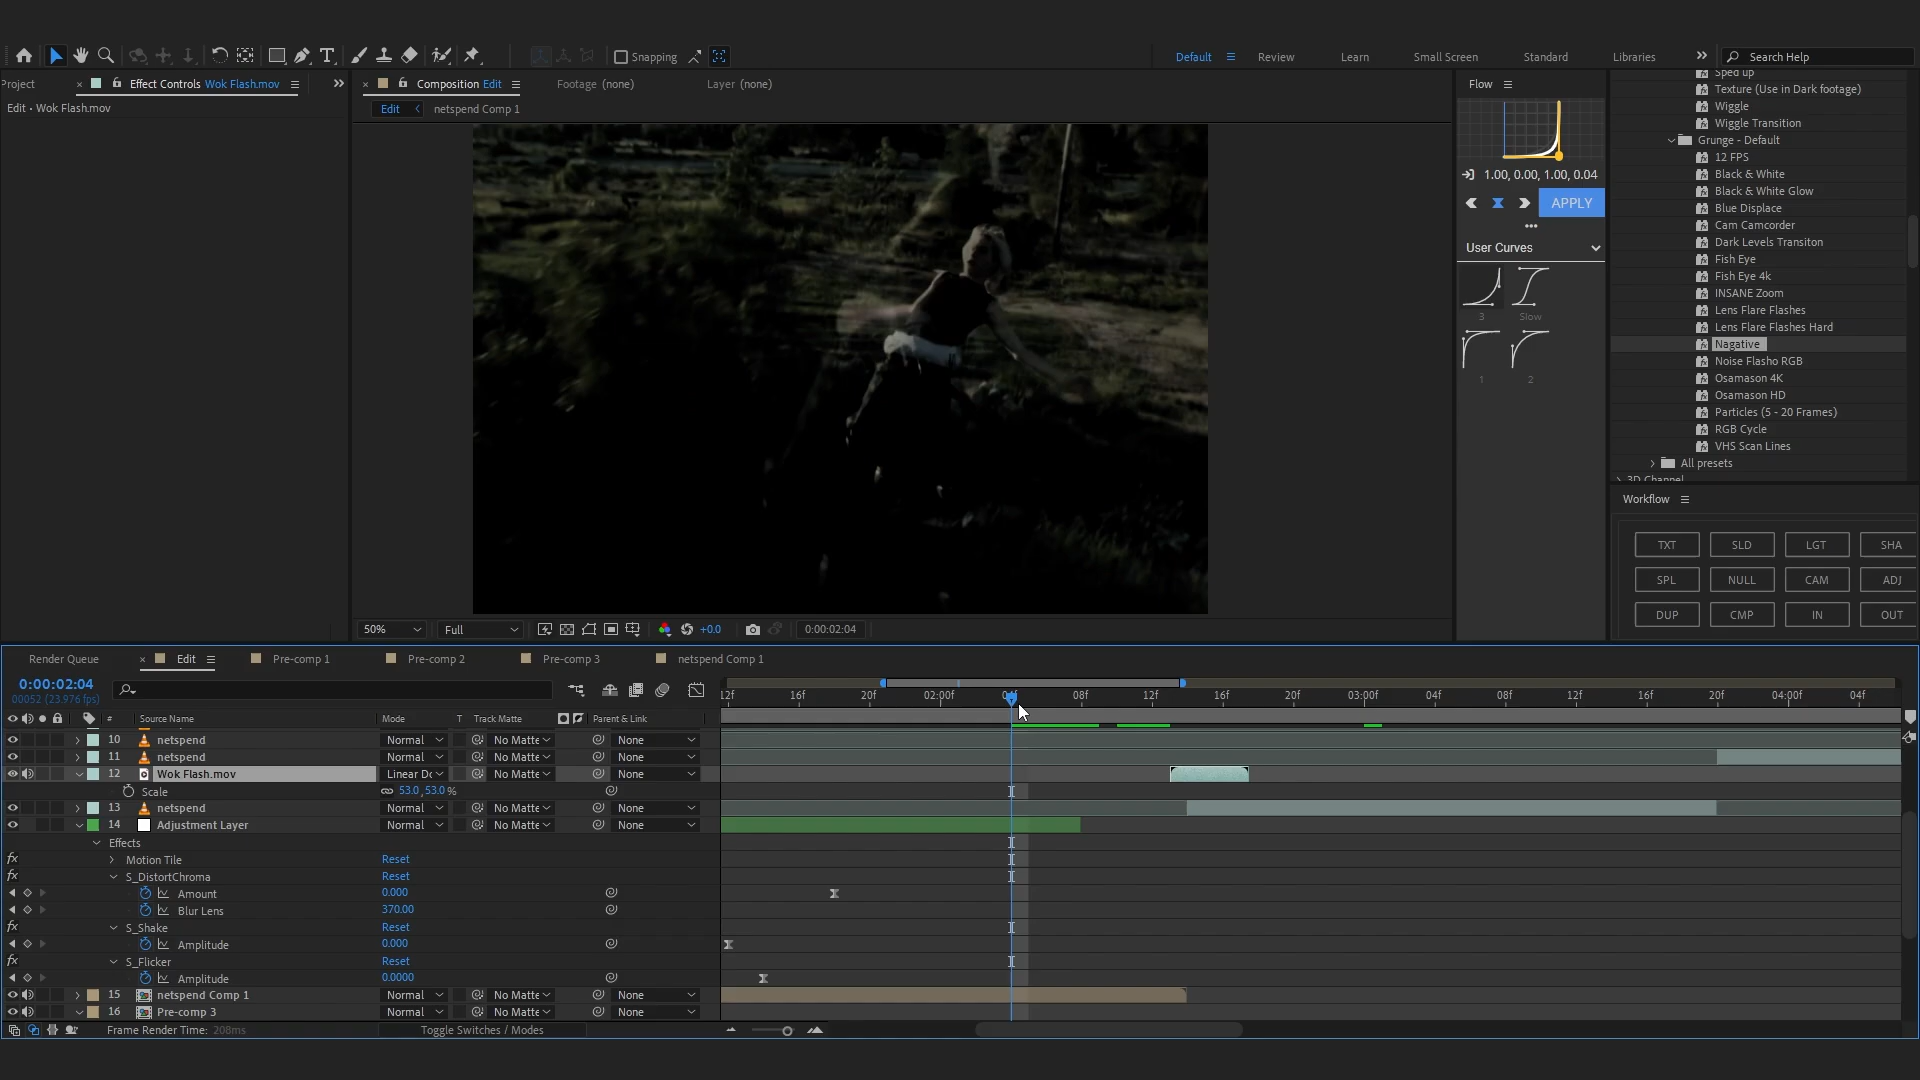 Snapping
Default
Review
Learn
Small Screen
Standard
Libraries
Search Help
Project
Effect Controls Wok Flash.mov
Composition Edit
Footage (none)
Layer (none)
Flow
Sped up
Texture (Use in Dark footage)
Wiggle
Wiggle Transition
Grunge - Default
12 FPS
Black & White
Black & White Glow
Blue Displace
Cam Camcorder
Dark Levels Transiton
Fish Eye
Fish Eye 4k
INSANE Zoom
Lens Flare Flashes
Lens Flare Flashes Hard
Nagative
Noise Flasho RGB
Osamason 4K
Osamason HD
Particles (5 - 20 Frames)
RGB Cycle
VHS Scan Lines
All presets
3D Channel
Edit • Wok Flash.mov
Edit
netspend Comp 1
1.00, 0.00, 1.00, 0.04
APPLY
User Curves
3
Slow
1
2
Workflow
TXT SLD LGT SHA
SPL NULL CAM ADJ
DUP CMP IN OUT
50%
Full
+0.0
0:00:02:04
Render Queue
Edit
Pre-comp 1
Pre-comp 2
Pre-comp 3
netspend Comp 1
0:00:02:04
00052 (23.976 fps)
12f 16f 20f 02:00f 04f 08f 12f 16f 20f 03:00f 04f 08f 12f 16f 20f 04:00f 04f
# Source Name Mode T Track Matte Parent & Link
10 netspend Normal No Matte None
11 netspend Normal No Matte None
12 Wok Flash.mov Linear Dc No Matte None
Scale 53.0,53.0 %
13 netspend Normal No Matte None
14 Adjustment Layer Normal No Matte None
Effects
Motion Tile Reset
S_DistortChroma Reset
Amount 0.000
Blur Lens 370.00
S_Shake Reset
Amplitude 0.000
S_Flicker Reset
Amplitude 0.0000
15 netspend Comp 1 Normal No Matte None
16 Pre-comp 3 Normal No Matte None
Frame Render Time: 208ms
Toggle Switches / Modes